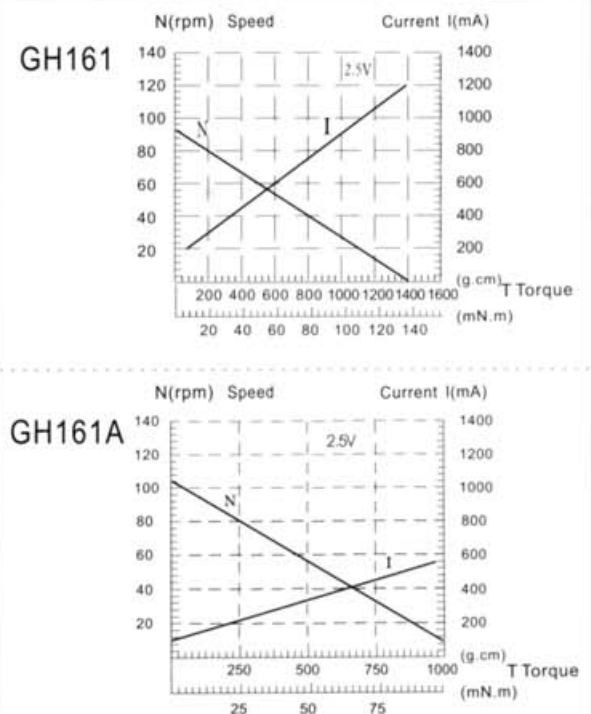 N(rpm) Speed Current I(mA)
GH161
140 1400
120 2.5V 1200
100 N I 1000
80 800
60 600
40 400
20 200
(g.cm)
200 400 600 800 1000 1200 1400 1600 T Torque
(mN.m)
20 40 60 80 100 120 140
N(rpm) Speed Current I(mA)
GH161A
140 1400
120 2.5V 1200
100 N 1000
80 800
60 I 600
40 400
20 200
(g.cm)
250 500 750 1000 T Torque
(mN.m)
25 50 75